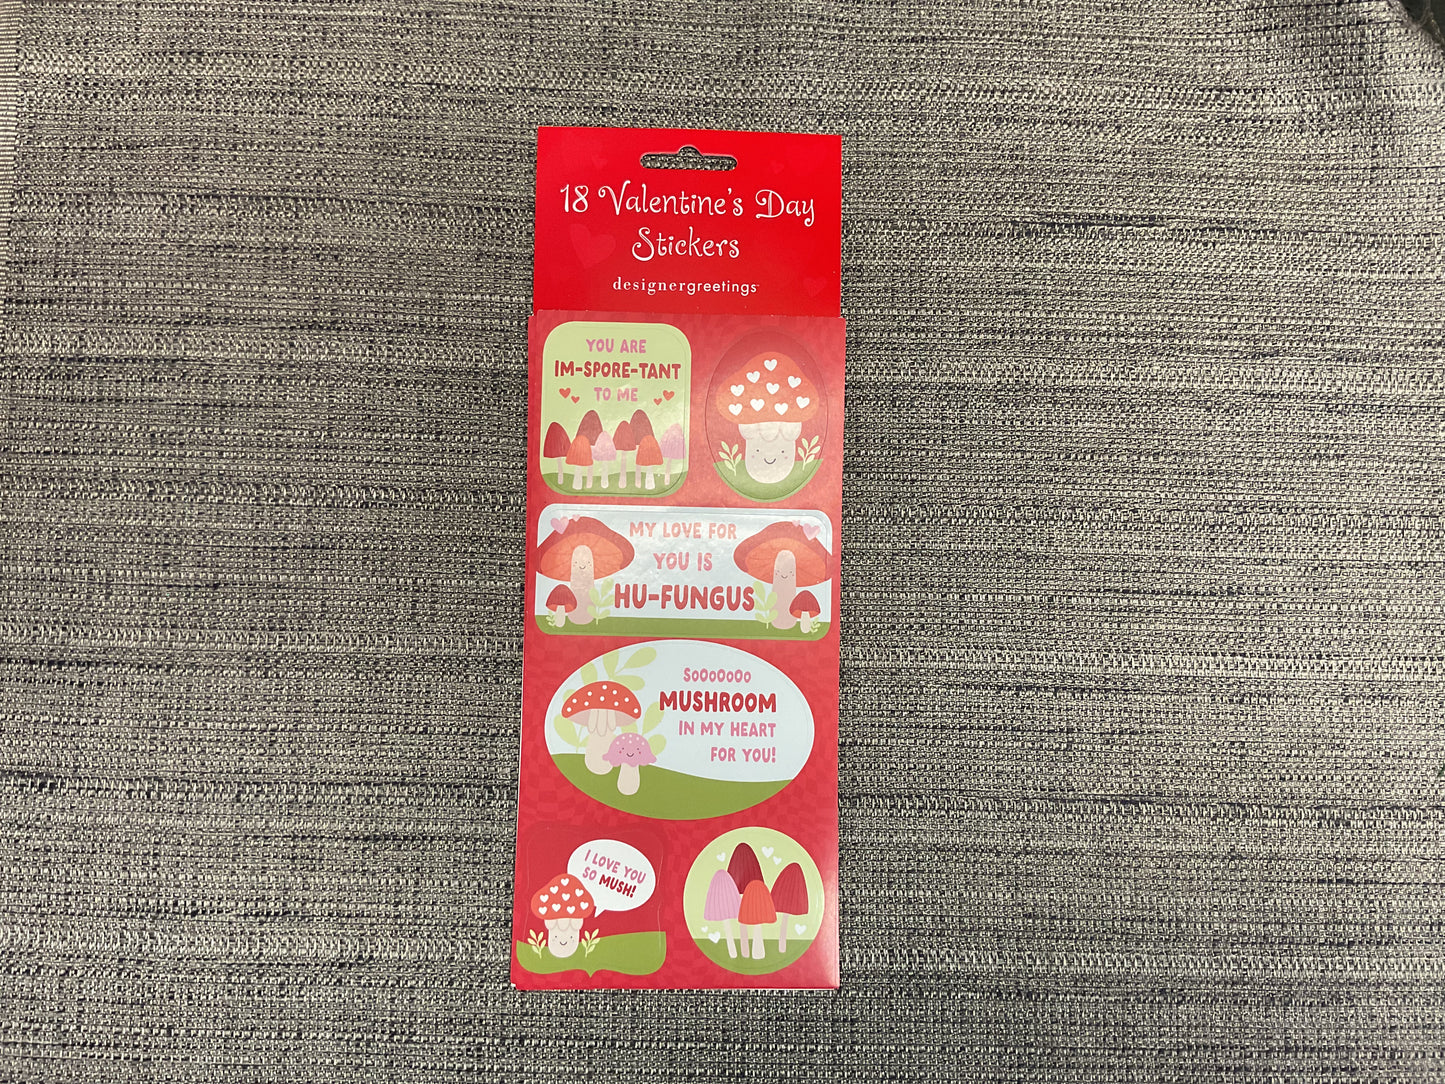 18 Valentine's Day
Stickers
designergreetings™
YOU ARE
IM-SPORE-TANT
TO ME
MY LOVE FOR
YOU IS
HU-FUNGUS
SOOOOOOO
MUSHROOM
IN MY HEART
FOR YOU!
I LOVE YOU
SO MUSH!